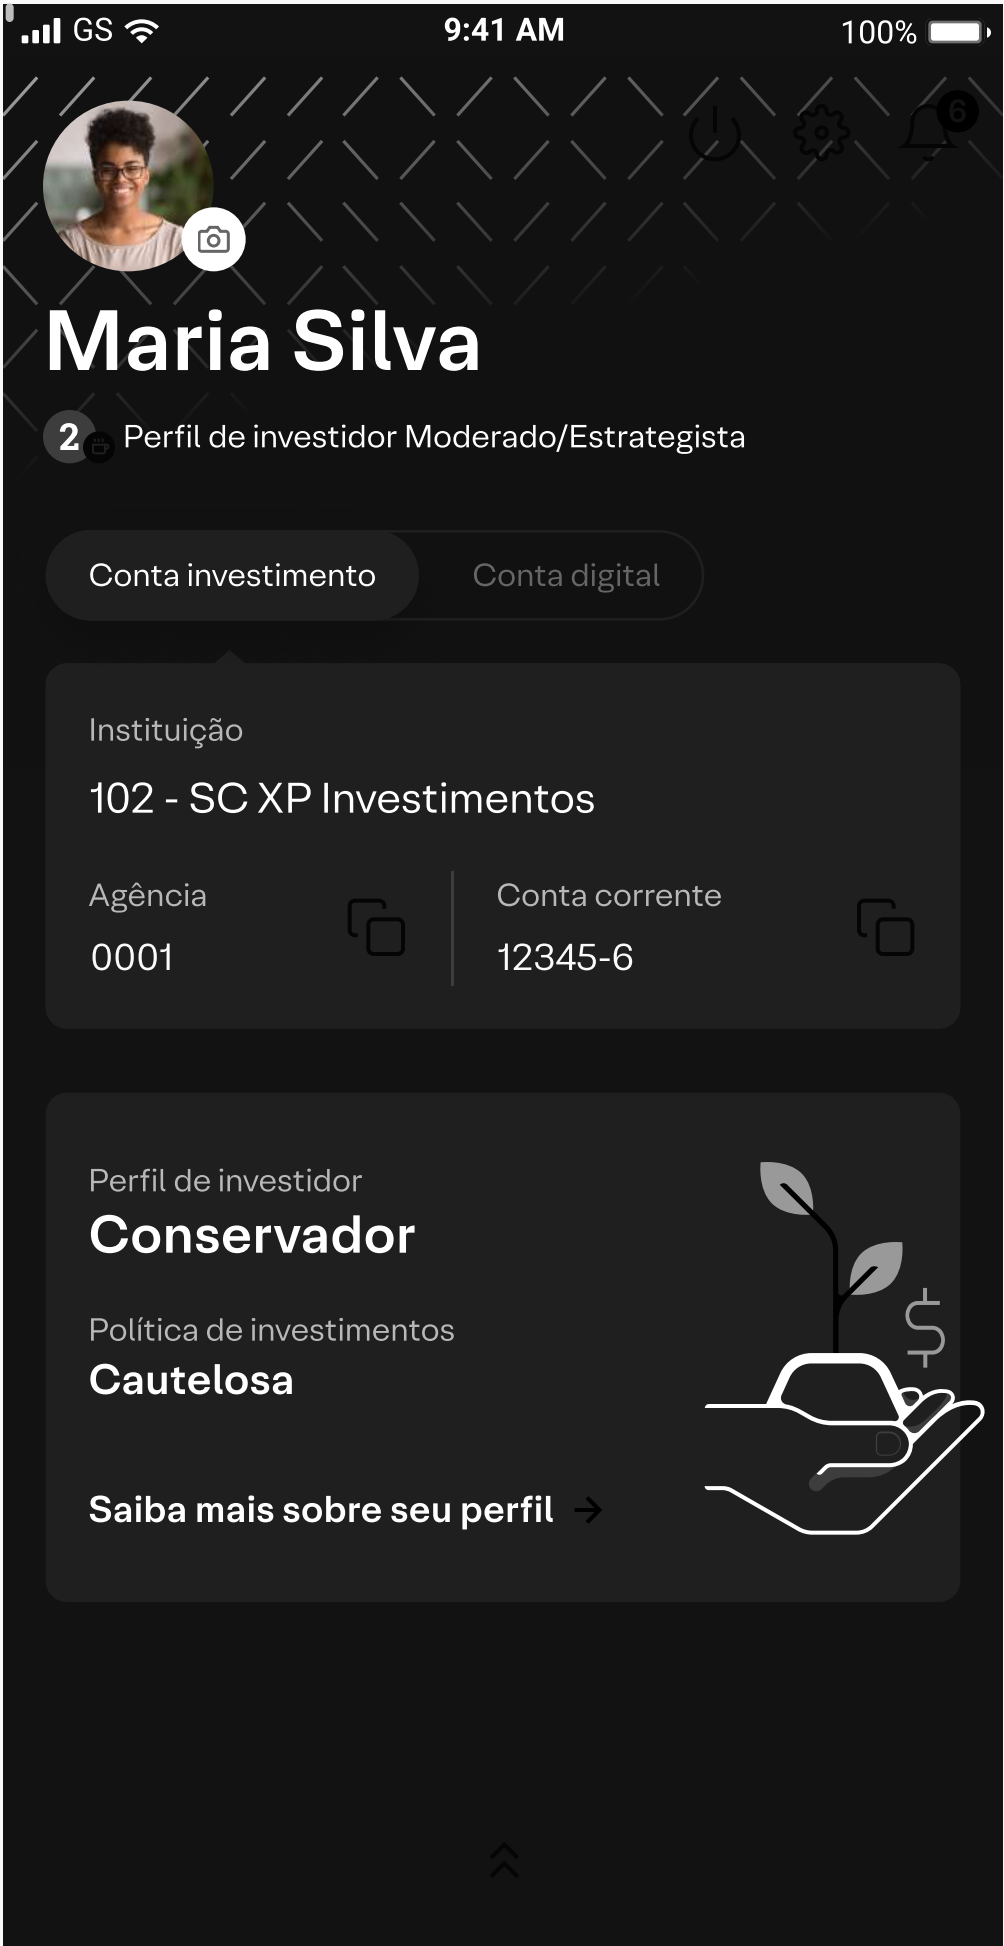 GS 9:41 AM 100%
6
Maria Silva
2 Perfil de investidor Moderado/Estrategista
Conta investimento Conta digital
Instituição
102 - SC XP Investimentos
Agência Conta corrente
0001 12345-6
Perfil de investidor
Conservador
Política de investimentos
Cautelosa
Saiba mais sobre seu perfil